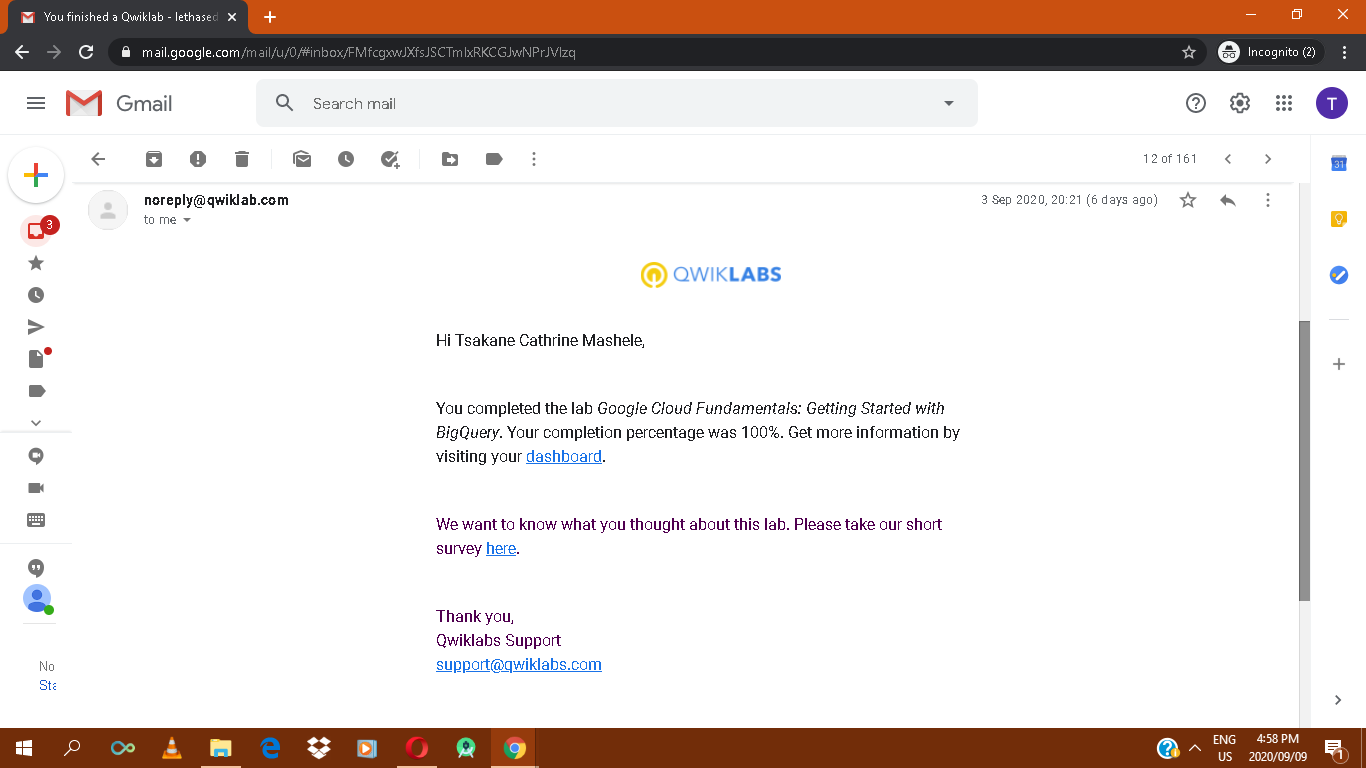 You finished a Qwiklab - lethased
mail.google.com/mail/u/0/#inbox/FMfcgxwJXfsJSCTmlxRKCGJwNPrJVlzq
Incognito (2)
Gmail
Search mail
T
12 of 161
31
noreply@qwiklab.com
3 Sep 2020, 20:21 (6 days ago)
to me
3
QWIKLABS
Hi Tsakane Cathrine Mashele,
You completed the lab Google Cloud Fundamentals: Getting Started with
BigQuery. Your completion percentage was 100%. Get more information by
visiting your dashboard.
We want to know what you thought about this lab. Please take our short
survey here.
Thank you,
Qwiklabs Support
support@qwiklabs.com
No
Sta
ENG
US
4:58 PM
2020/09/09
1